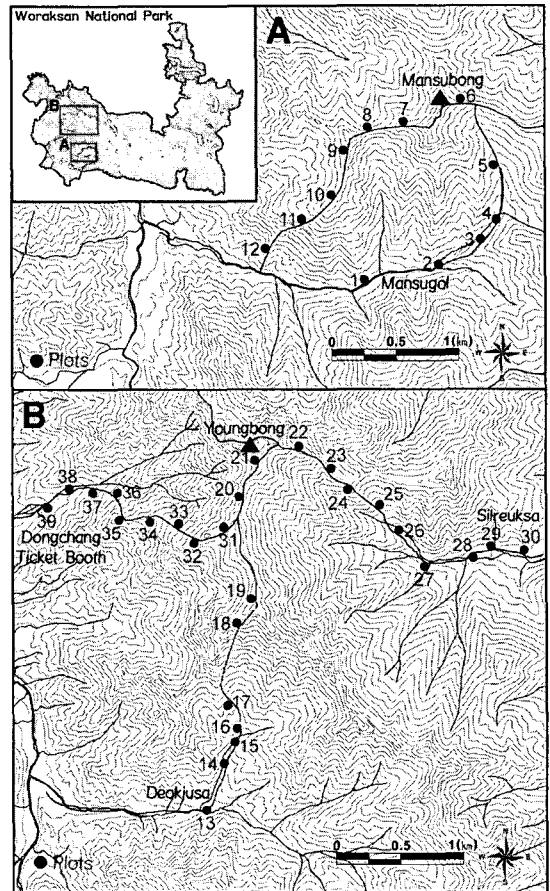 Woraksan National Park
B
A
A
Mansubong
6
7
8
9
5
10
4
11
3
12
2
1
Mansugol
Plots
0 0.5 1(km)
N
W E
S
B
Youngbong
22
21
23
38
37
36
20
24
25
39
33
Silreuksa
26
35
34
31
29
Dongchang
Ticket Booth
32
28
30
27
19
18
17
16
15
14
Deokjusa
13
Plots
0 0.5 1(km)
N
W E
S